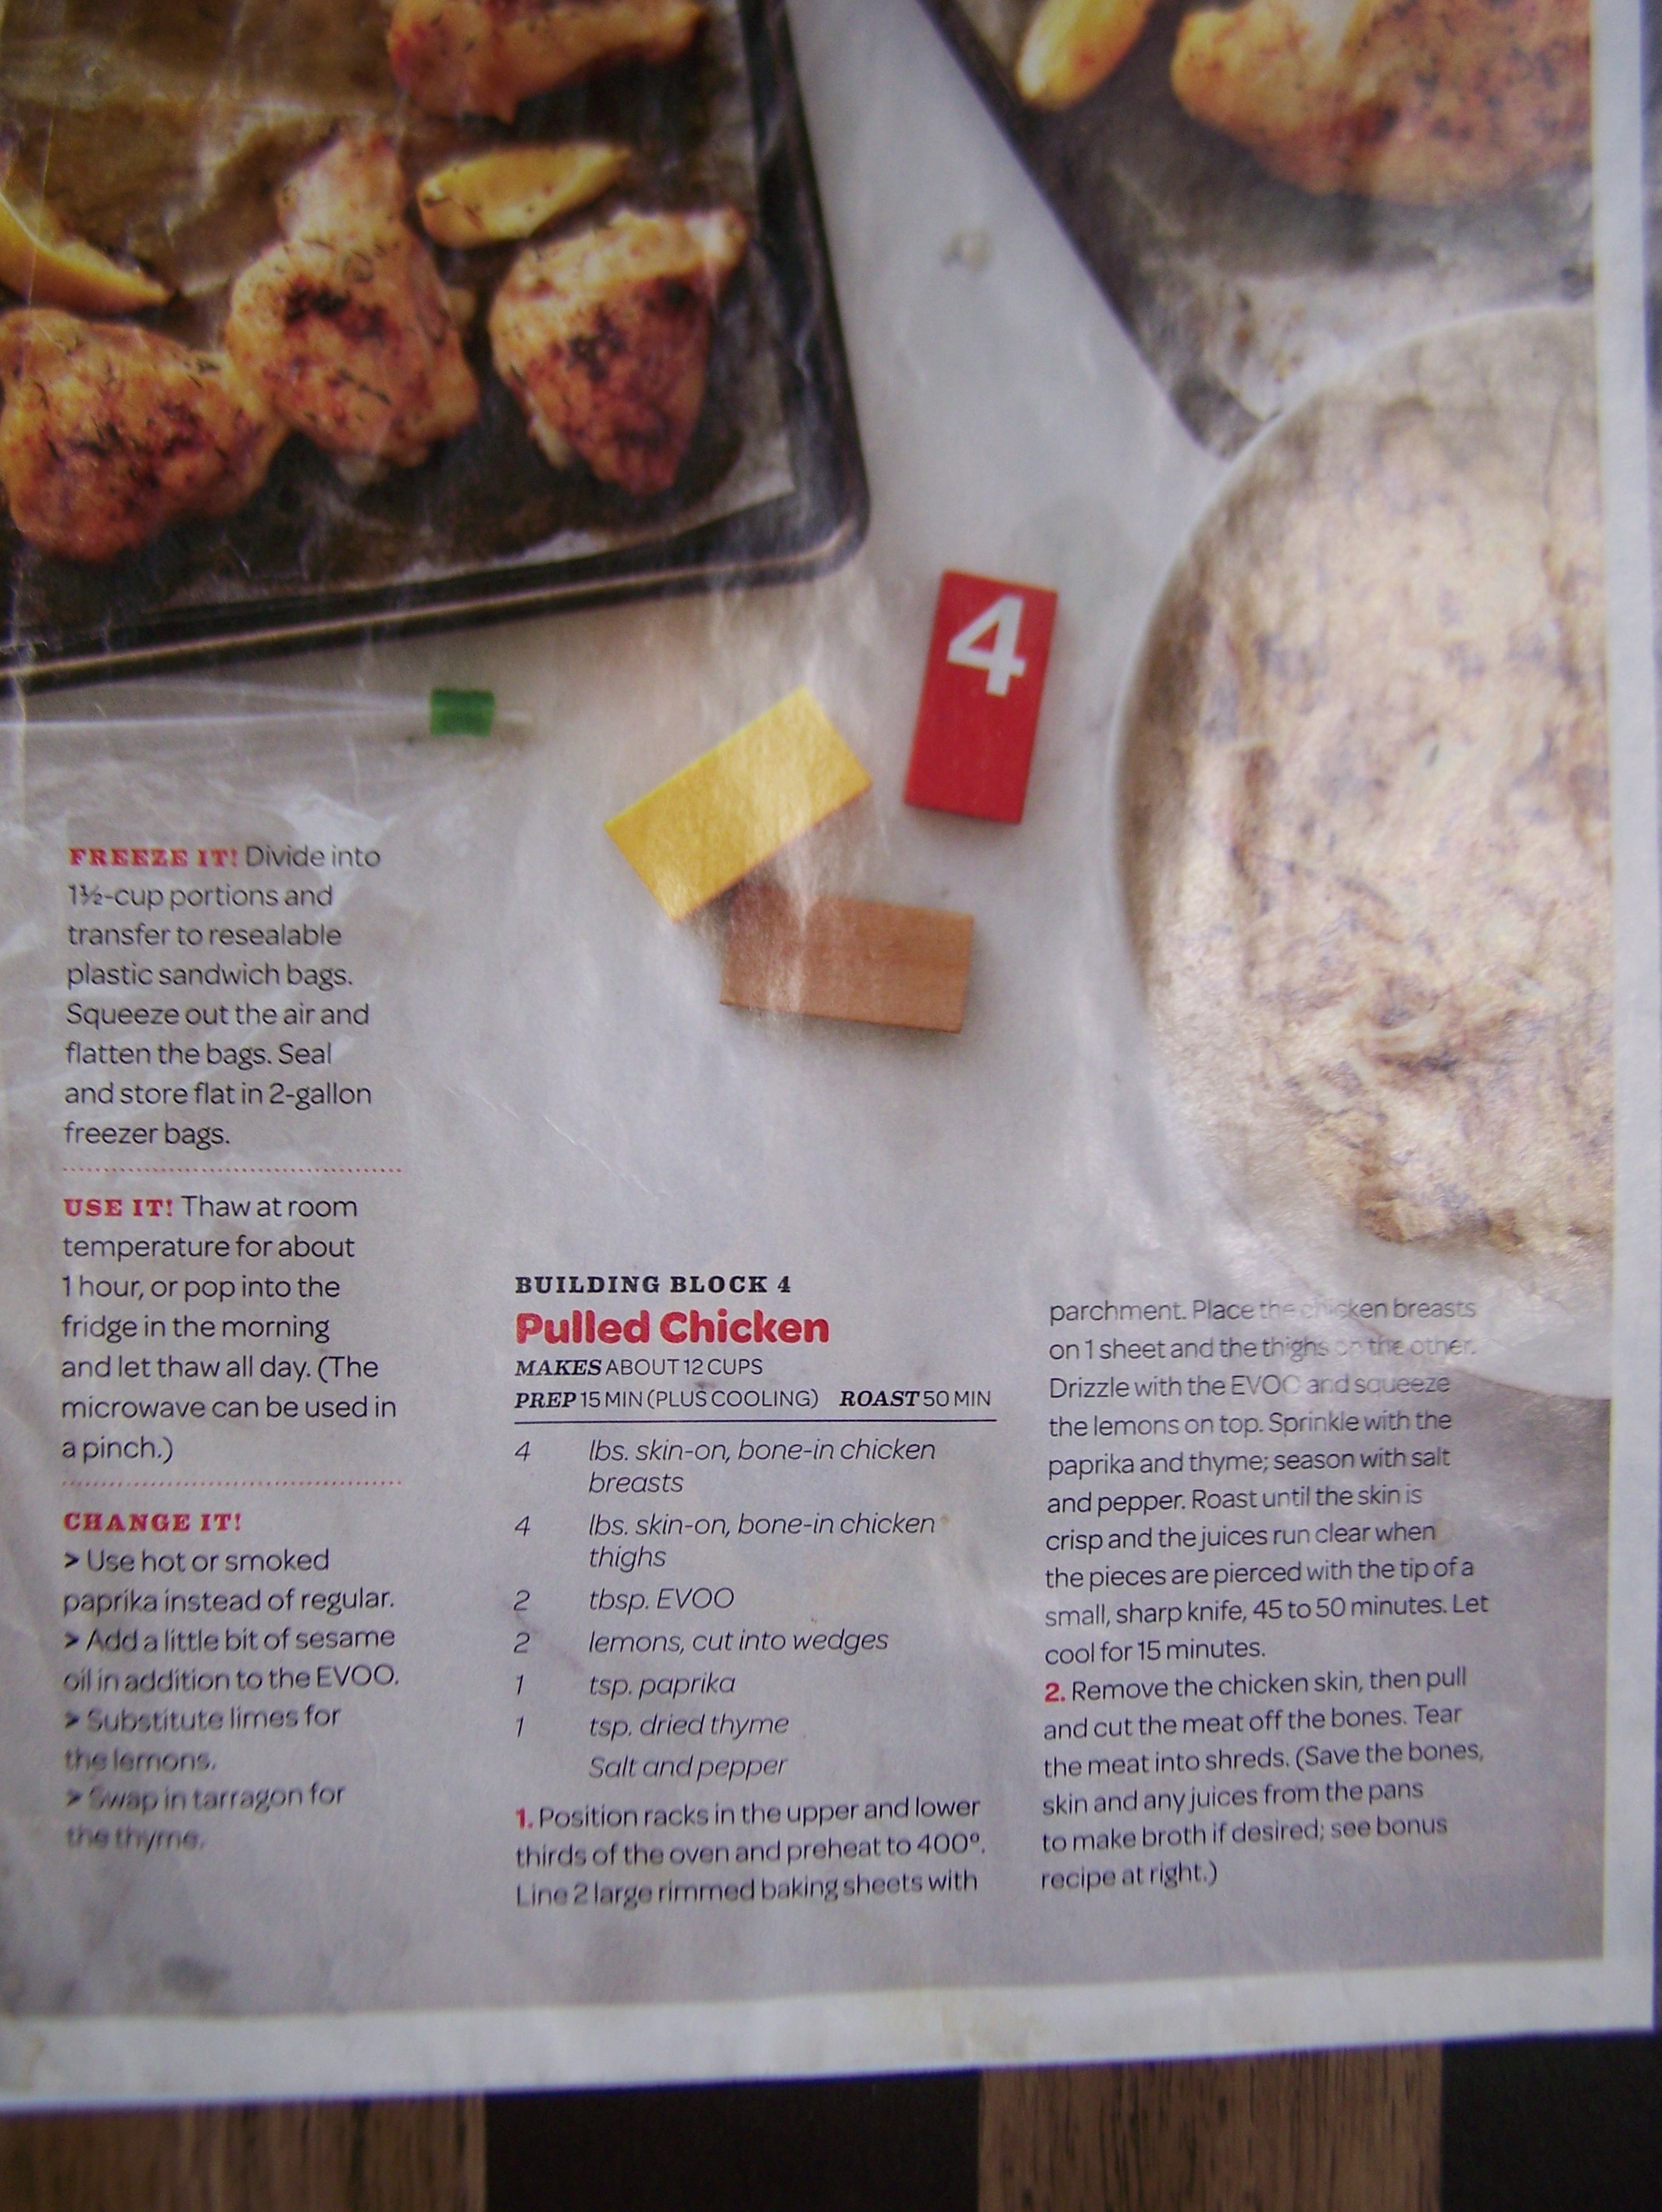 4
FREEZE IT! Divide into
1½-cup portions and
transfer to resealable
plastic sandwich bags.
Squeeze out the air and
flatten the bags. Seal
and store flat in 2-gallon
freezer bags.
USE IT! Thaw at room
temperature for about
1 hour, or pop into the
fridge in the morning
and let thaw all day. (The
microwave can be used in
a pinch.)
CHANGE IT!
> Use hot or smoked
paprika instead of regular.
> Add a little bit of sesame
oil in addition to the EVOO.
> Substitute limes for
the lemons.
> Swap in tarragon for
the thyme.
BUILDING BLOCK 4
Pulled Chicken
MAKES ABOUT 12 CUPS
PREP 15 MIN (PLUS COOLING) ROAST 50 MIN
4 lbs. skin-on, bone-in chicken
breasts
4 lbs. skin-on, bone-in chicken
thighs
2 tbsp. EVOO
2 lemons, cut into wedges
1 tsp. paprika
1 tsp. dried thyme
Salt and pepper
1. Position racks in the upper and lower
thirds of the oven and preheat to 400°.
Line 2 large rimmed baking sheets with
parchment. Place the chicken breasts
on 1 sheet and the thighs on the other.
Drizzle with the EVOO and squeeze
the lemons on top. Sprinkle with the
paprika and thyme; season with salt
and pepper. Roast until the skin is
crisp and the juices run clear when
the pieces are pierced with the tip of a
small, sharp knife, 45 to 50 minutes. Let
cool for 15 minutes.
2. Remove the chicken skin, then pull
and cut the meat off the bones. Tear
the meat into shreds. (Save the bones,
skin and any juices from the pans
to make broth if desired; see bonus
recipe at right.)